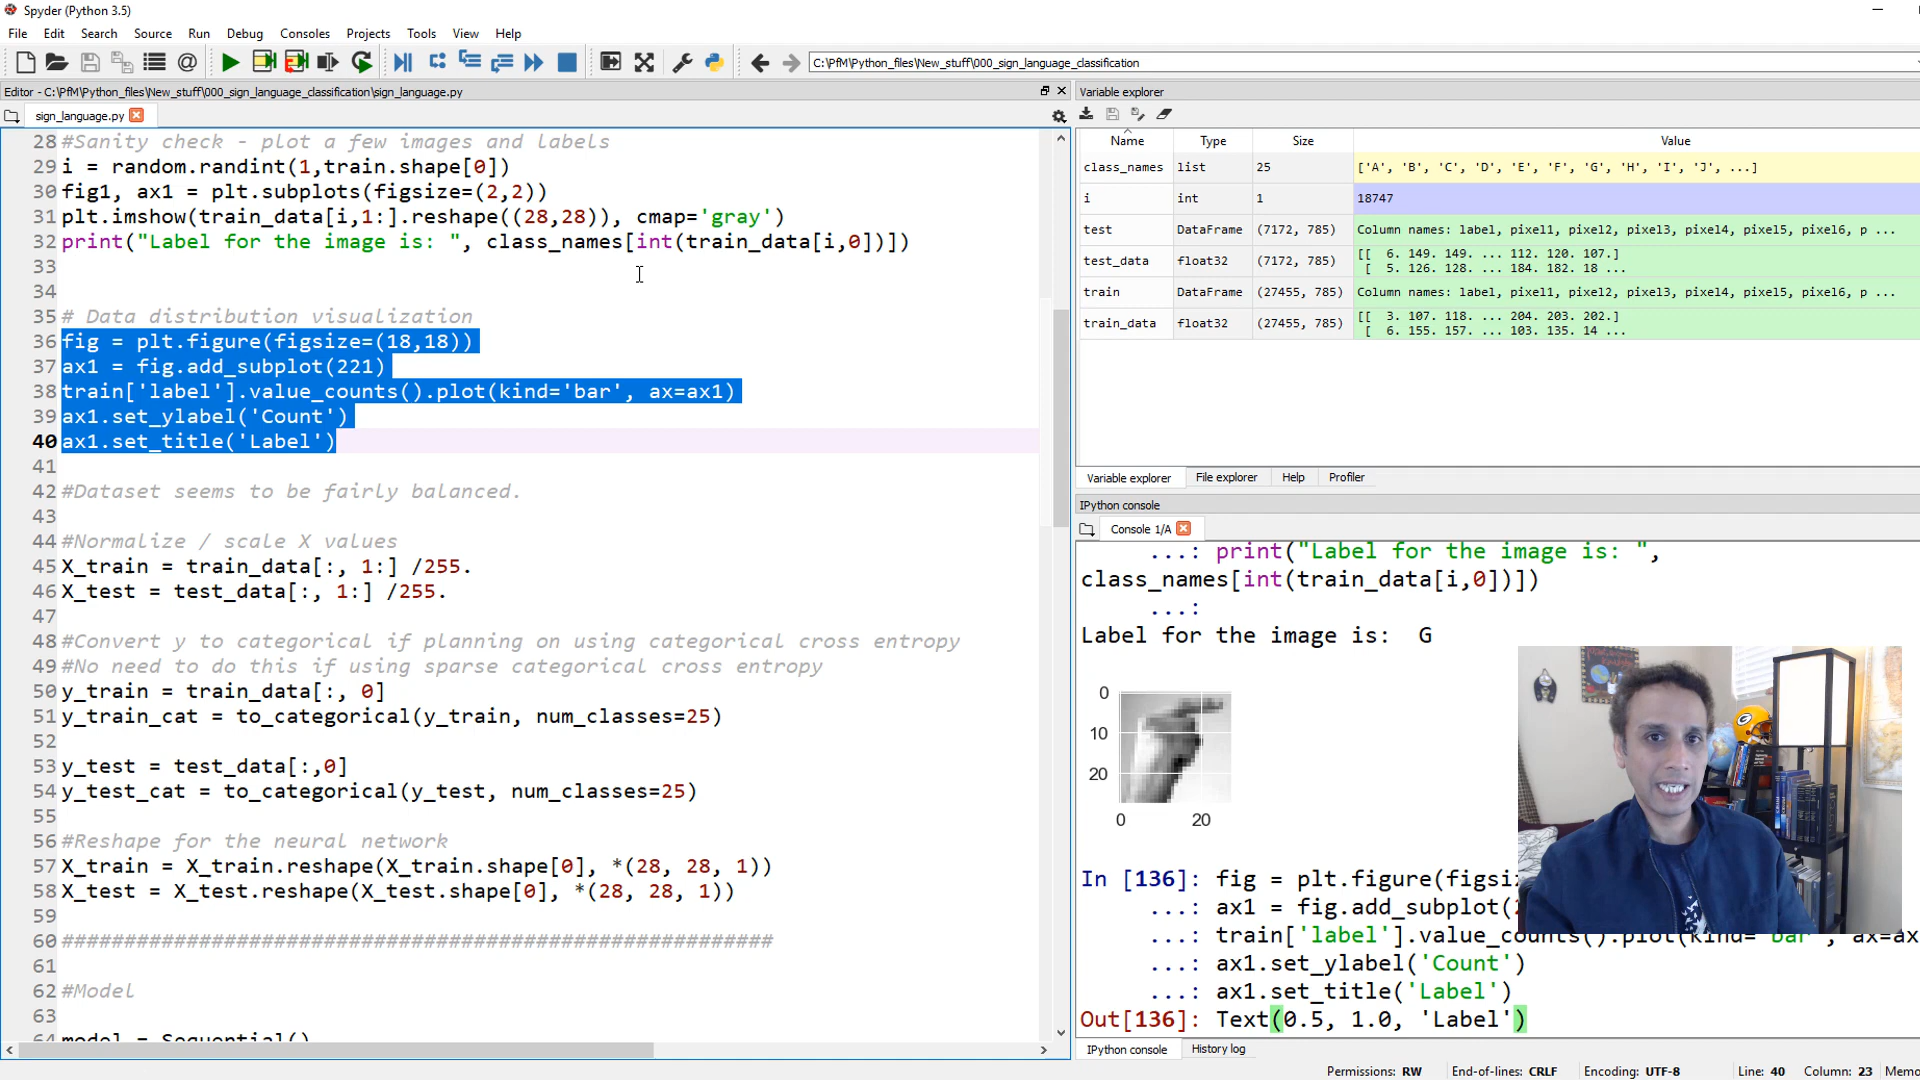 Spyder (Python 3.5)
File Edit Search Source Run Debug Consoles Projects Tools View Help
C:\PfM\Python_files\New_stuff\000_sign_language_classification
Editor - C:\PfM\Python_files\New_stuff\000_sign_language_classification\sign_language.py
sign_language.py
28 #Sanity check - plot a few images and labels
29 i = random.randint(1,train.shape[0])
30 fig1, ax1 = plt.subplots(figsize=(2,2))
31 plt.imshow(train_data[i,1:].reshape((28,28)), cmap='gray')
32 print("Label for the image is: ", class_names[int(train_data[i,0])])
33
34
35 # Data distribution visualization
36 fig = plt.figure(figsize=(18,18))
37 ax1 = fig.add_subplot(221)
38 train['label'].value_counts().plot(kind='bar', ax=ax1)
39 ax1.set_ylabel('Count')
40 ax1.set_title('Label')
41
42 #Dataset seems to be fairly balanced.
43
44 #Normalize / scale X values
45 X_train = train_data[:, 1:] /255.
46 X_test = test_data[:, 1:] /255.
47
48 #Convert y to categorical if planning on using categorical cross entropy
49 #No need to do this if using sparse categorical cross entropy
50 y_train = train_data[:, 0]
51 y_train_cat = to_categorical(y_train, num_classes=25)
52
53 y_test = test_data[:,0]
54 y_test_cat = to_categorical(y_test, num_classes=25)
55
56 #Reshape for the neural network
57 X_train = X_train.reshape(X_train.shape[0], *(28, 28, 1))
58 X_test = X_test.reshape(X_test.shape[0], *(28, 28, 1))
59
60 #########################################################
61
62 #Model
63
64 model = Sequential()
Variable explorer
Name Type Size Value
class_names list 25 ['A', 'B', 'C', 'D', 'E', 'F', 'G', 'H', 'I', 'J', ...]
i int 1 18747
test DataFrame (7172, 785) Column names: label, pixel1, pixel2, pixel3, pixel4, pixel5, pixel6, p ...
test_data float32 (7172, 785) [[ 6. 149. 149. ... 112. 120. 107.]
[ 5. 126. 128. ... 184. 182. 18 ...
train DataFrame (27455, 785) Column names: label, pixel1, pixel2, pixel3, pixel4, pixel5, pixel6, p ...
train_data float32 (27455, 785) [[ 3. 107. 118. ... 204. 203. 202.]
[ 6. 155. 157. ... 103. 135. 14 ...
Variable explorer File explorer Help Profiler
IPython console
Console 1/A
...: print("Label for the image is: ",
class_names[int(train_data[i,0])])
...:
Label for the image is: G
0
10
20
0 20
In [136]: fig = plt.figure(figsi
...: ax1 = fig.add_subplot(
...: train['label'].value_counts().plot(kind='bar', ax=ax
...: ax1.set_ylabel('Count')
...: ax1.set_title('Label')
Out[136]: Text(0.5, 1.0, 'Label')
IPython console History log
Permissions: RW End-of-lines: CRLF Encoding: UTF-8 Line: 40 Column: 23 Memo